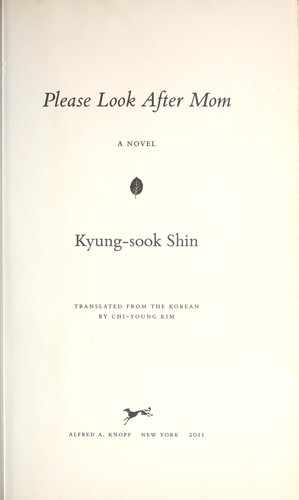 Please Look After Mom
A NOVEL
Kyung-sook Shin
TRANSLATED FROM THE KOREAN
BY CHI-YOUNG KIM
ALFRED A. KNOPF NEW YORK 2011